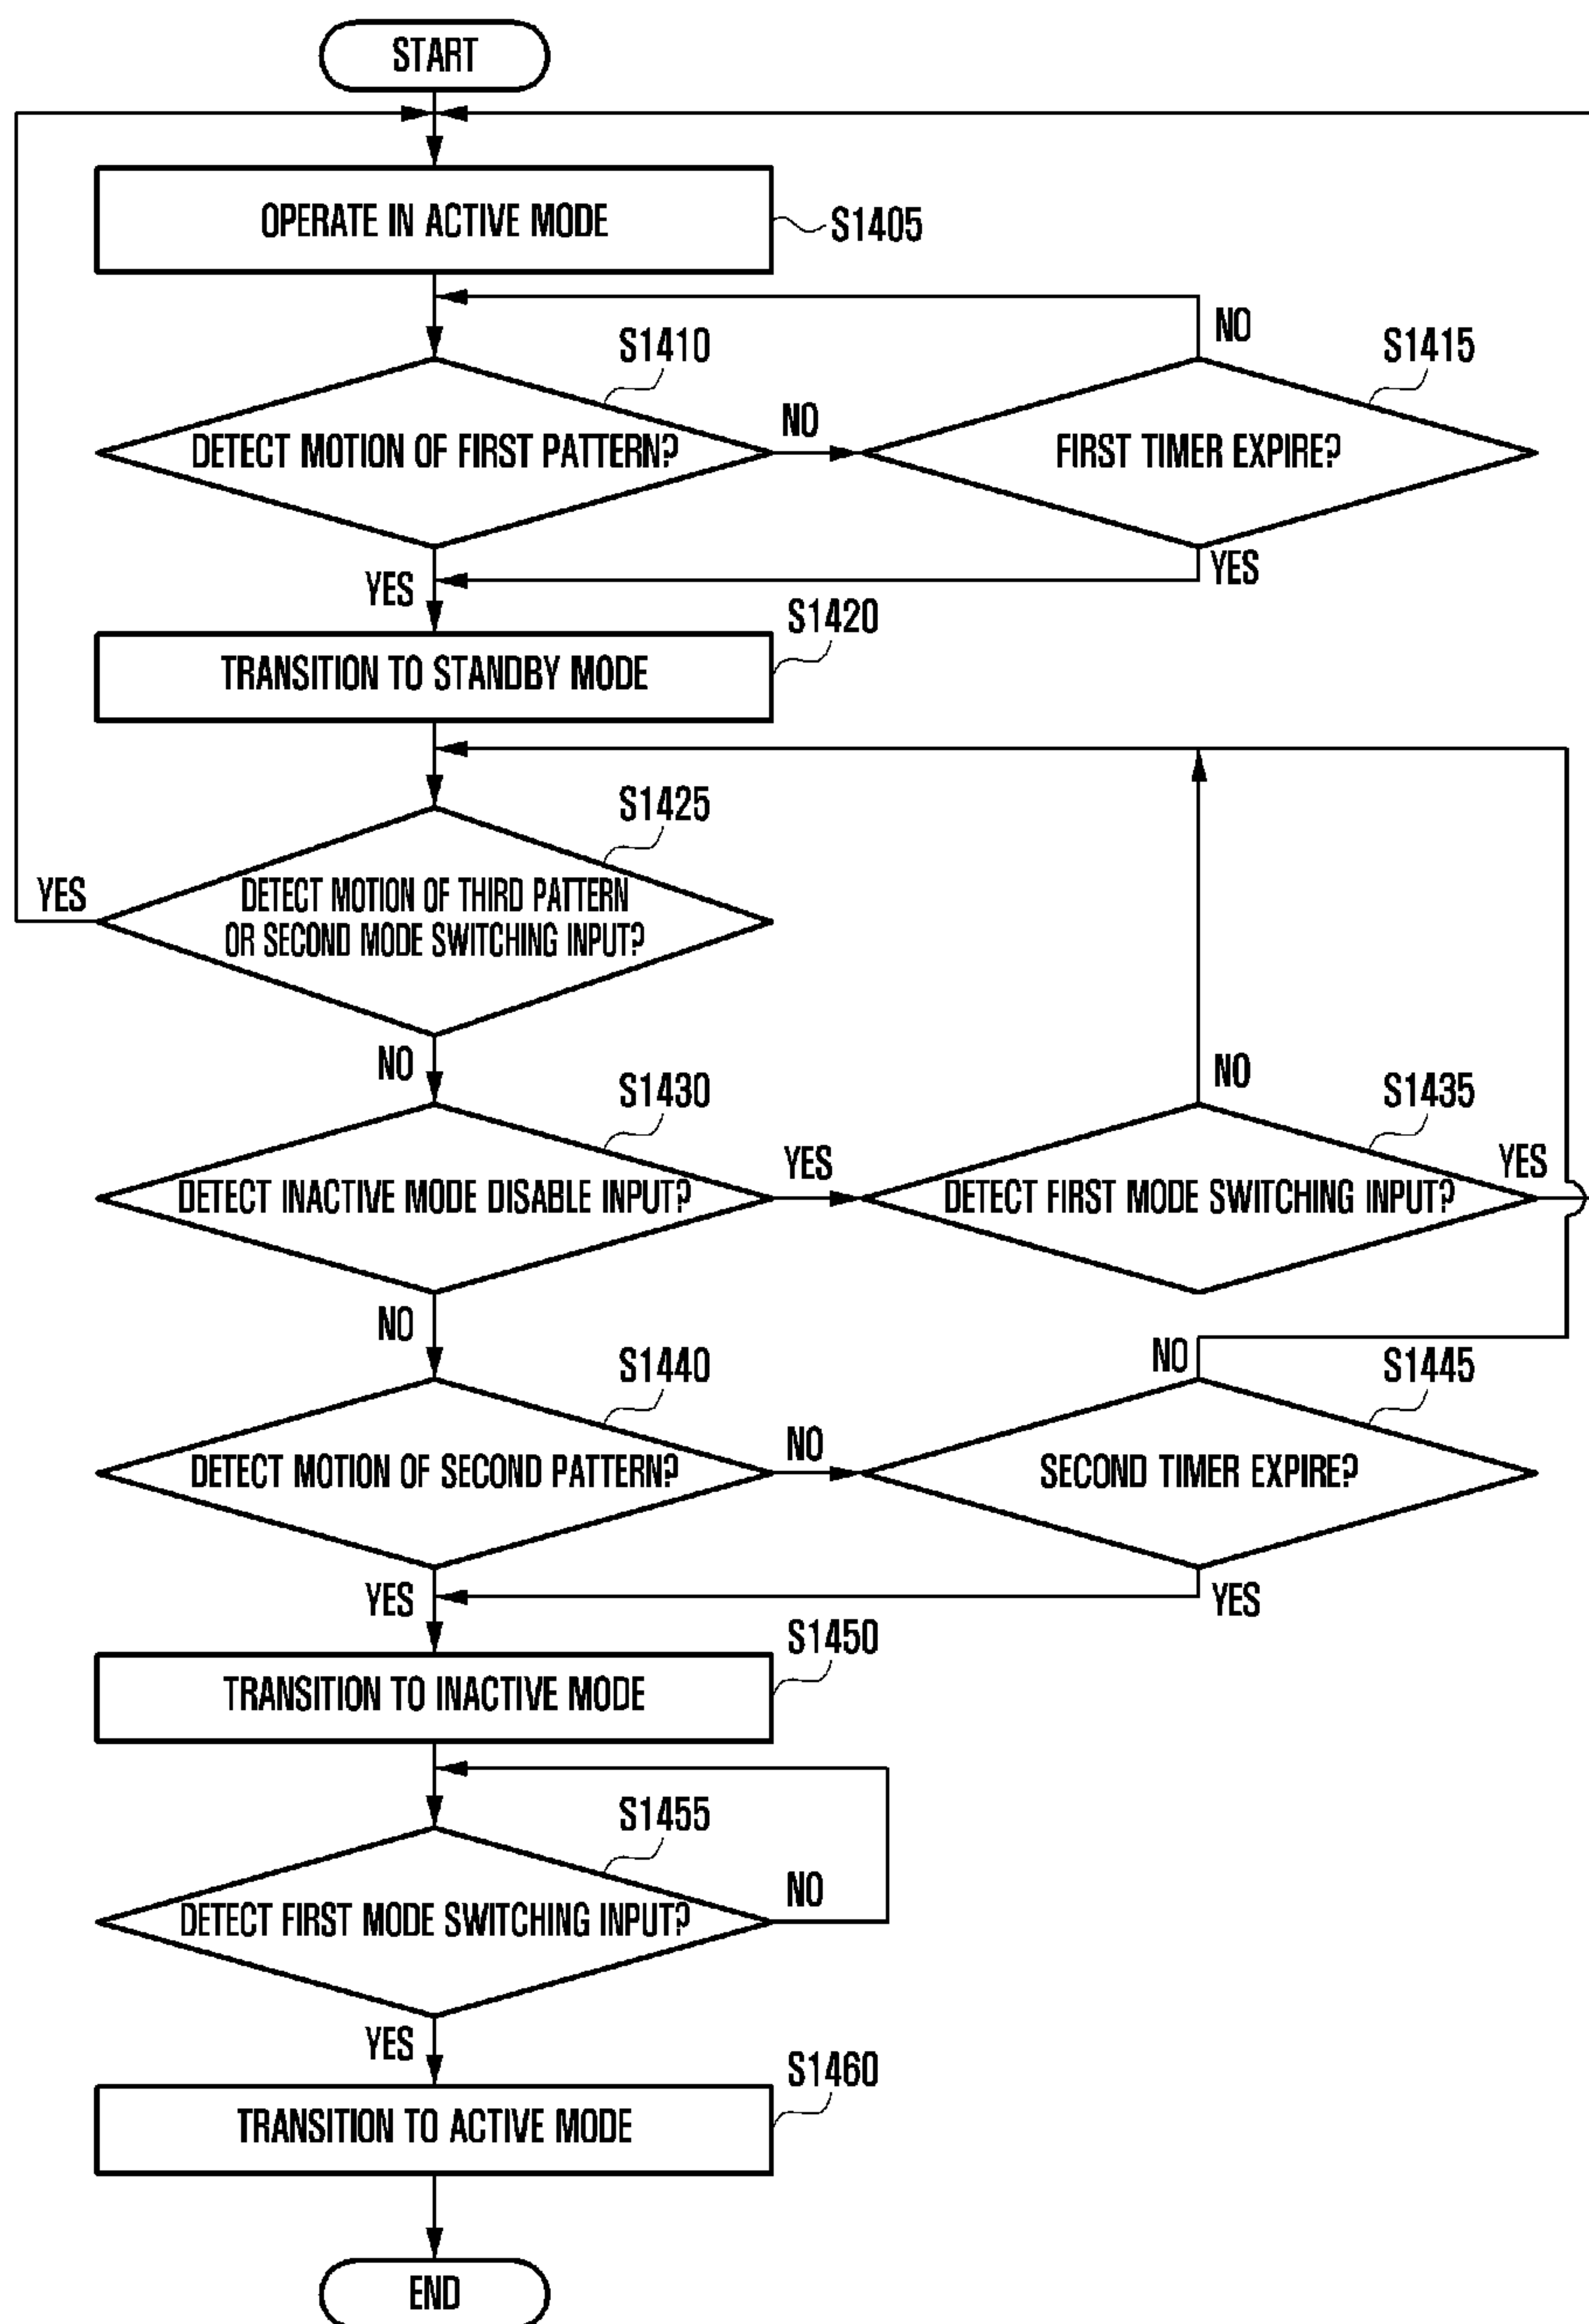 START
OPERATE IN ACTIVE MODE
S1405
NO
S1410
S1415
DETECT MOTION OF FIRST PATTERN?
NO
FIRST TIMER EXPIRE?
YES
YES
S1420
TRANSITION TO STANDBY MODE
S1425
YES
DETECT MOTION OF THIRD PATTERN
OR SECOND MODE SWITCHING INPUT?
NO
NO
S1430
S1435
DETECT INACTIVE MODE DISABLE INPUT?
YES
DETECT FIRST MODE SWITCHING INPUT?
YES
NO
NO
S1440
S1445
DETECT MOTION OF SECOND PATTERN?
NO
SECOND TIMER EXPIRE?
YES
YES
S1450
TRANSITION TO INACTIVE MODE
S1455
DETECT FIRST MODE SWITCHING INPUT?
NO
YES
S1460
TRANSITION TO ACTIVE MODE
END